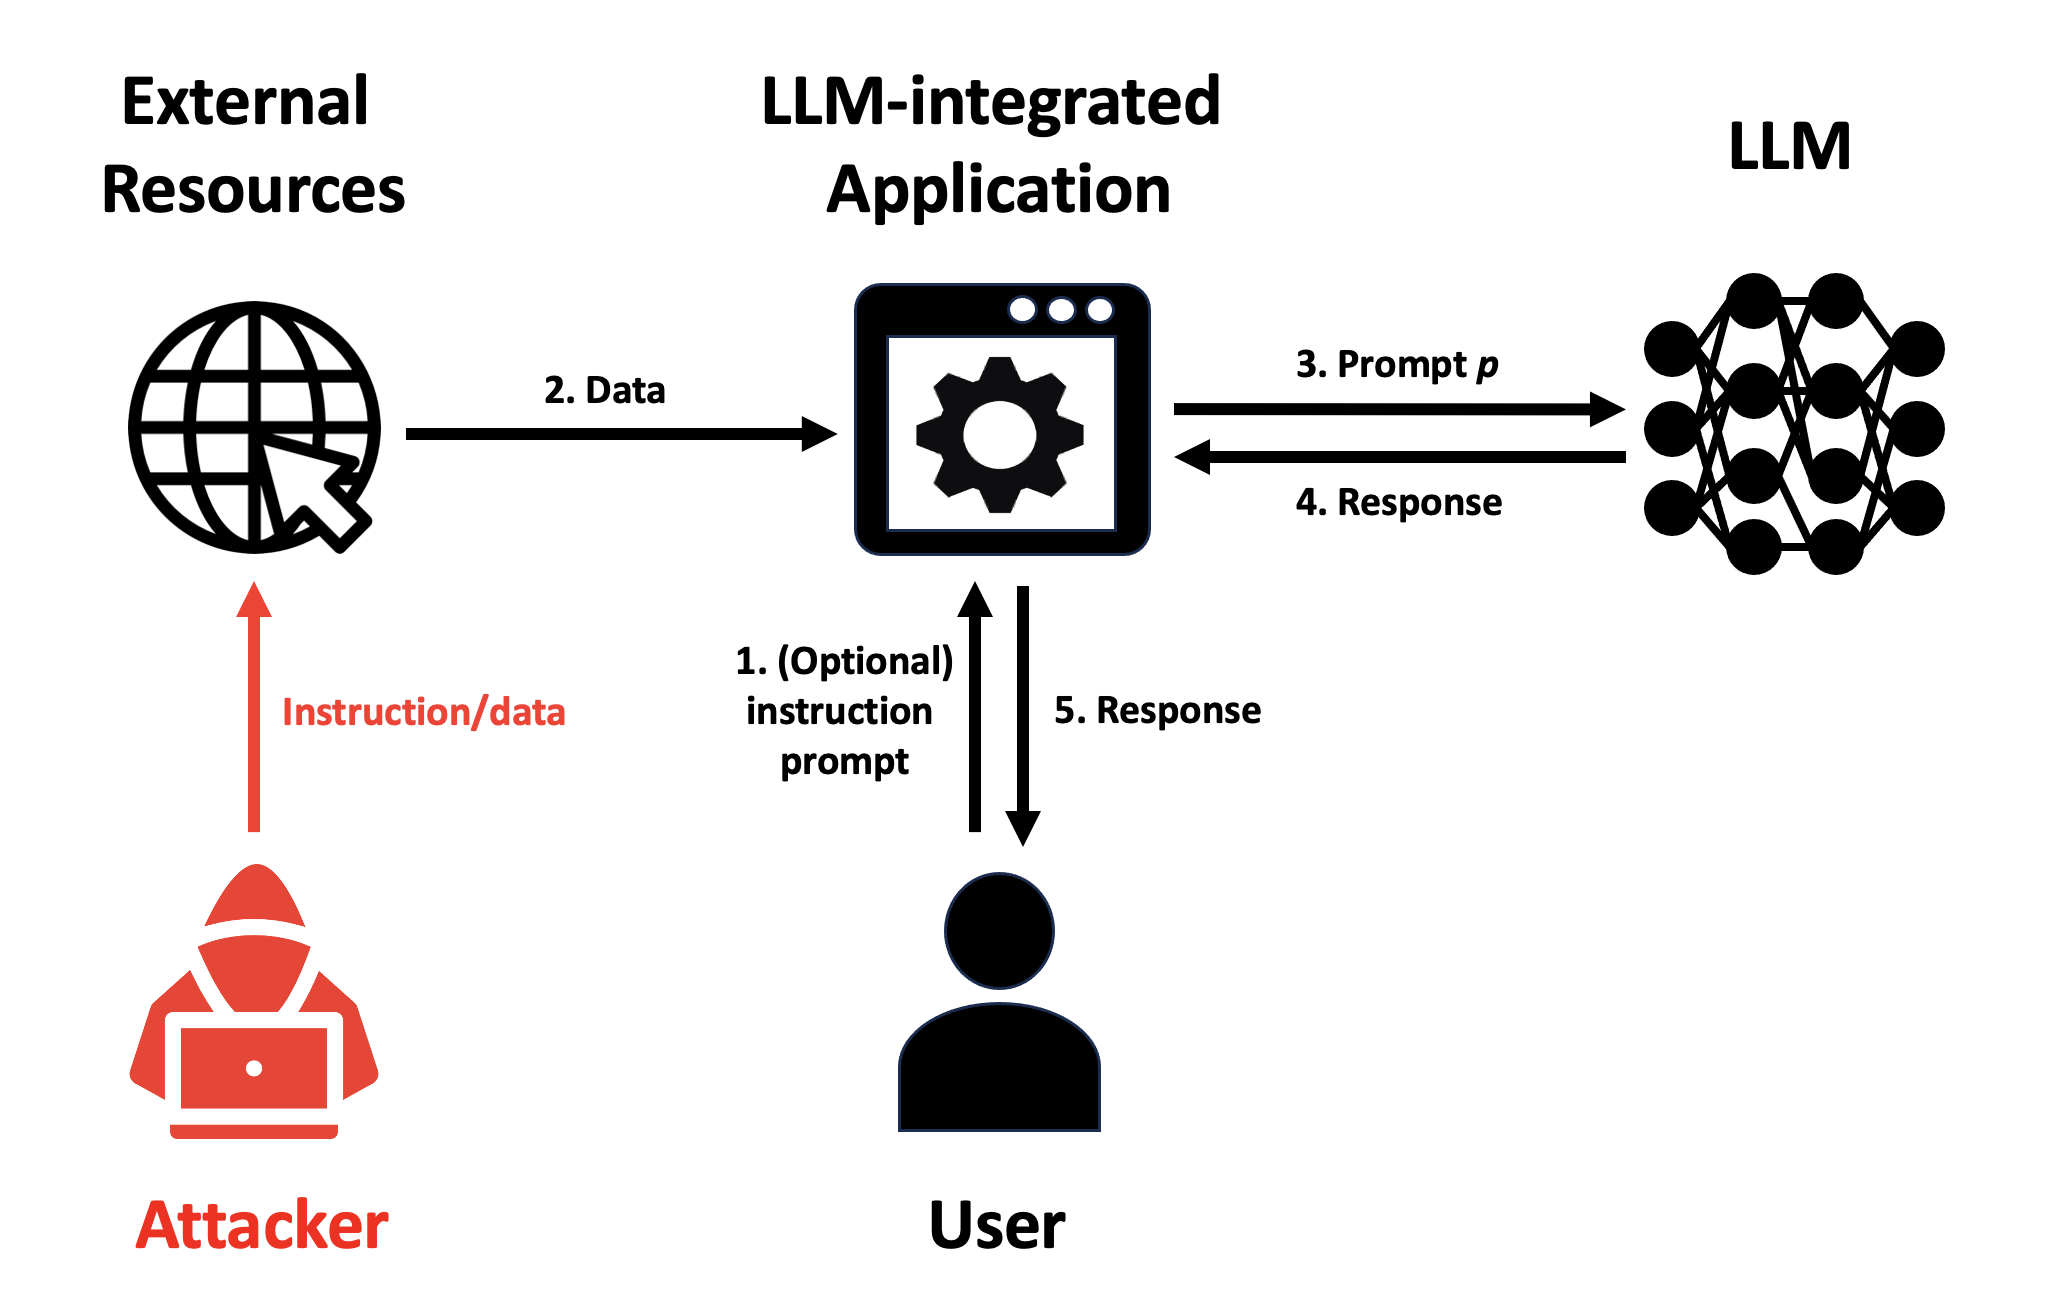 External
Resources
LLM-integrated
Application
LLM
2. Data
3. Prompt p
4. Response
Instruction/data
1. (Optional)
instruction
prompt
5. Response
Attacker
User